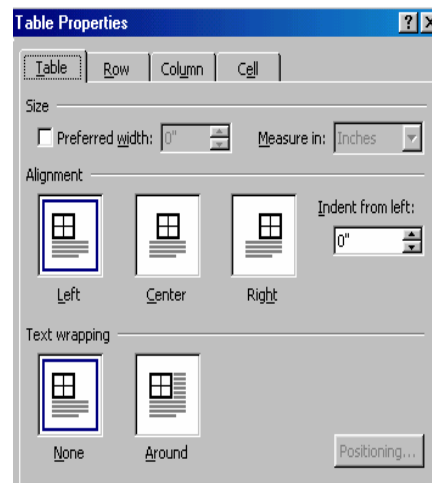 Table Properties
Table Row Column Cell
Size
Preferred width: 0" Measure in: Inches
Alignment
Indent from left:
0"
Left Center Right
Text wrapping
None Around
Positioning...